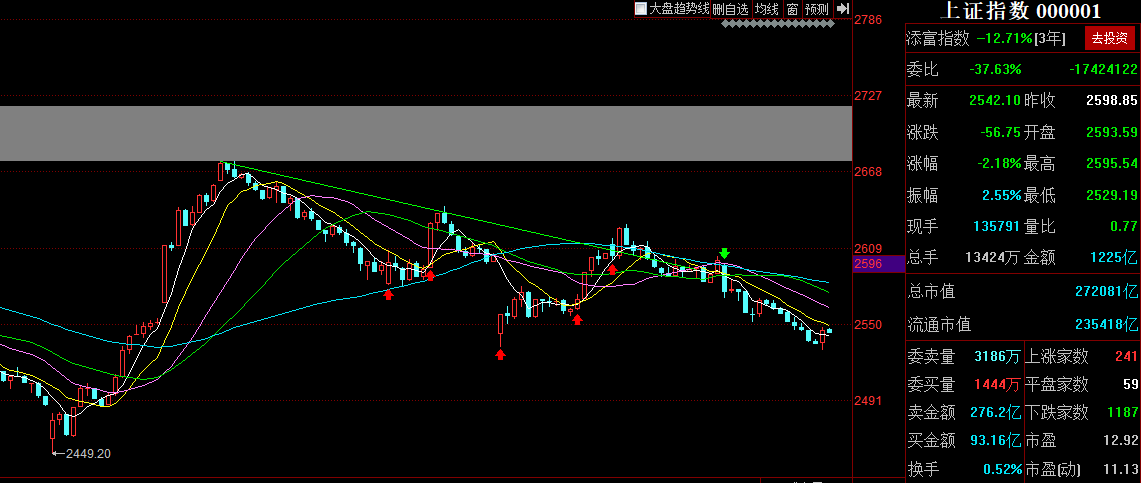 大盘趋势线 删自选 均线 窗 预测
2786
2727
2668
2609
2596
2550
2491
2449.20
上证指数 000001
添富指数 -12.71%[3年] 去投资
委比 -37.63% -17424122
最新 2542.10 昨收 2598.85
涨跌 -56.75 开盘 2593.59
涨幅 -2.18% 最高 2595.54
振幅 2.55% 最低 2529.19
现手 135791 量比 0.77
总手 13424万 金额 1225亿
总市值 272081亿
流通市值 235418亿
委卖量 3186万 上涨家数 241
委买量 1444万 平盘家数 59
卖金额 276.2亿 下跌家数 1187
买金额 93.16亿 市盈 12.92
换手 0.52% 市盈(动) 11.13